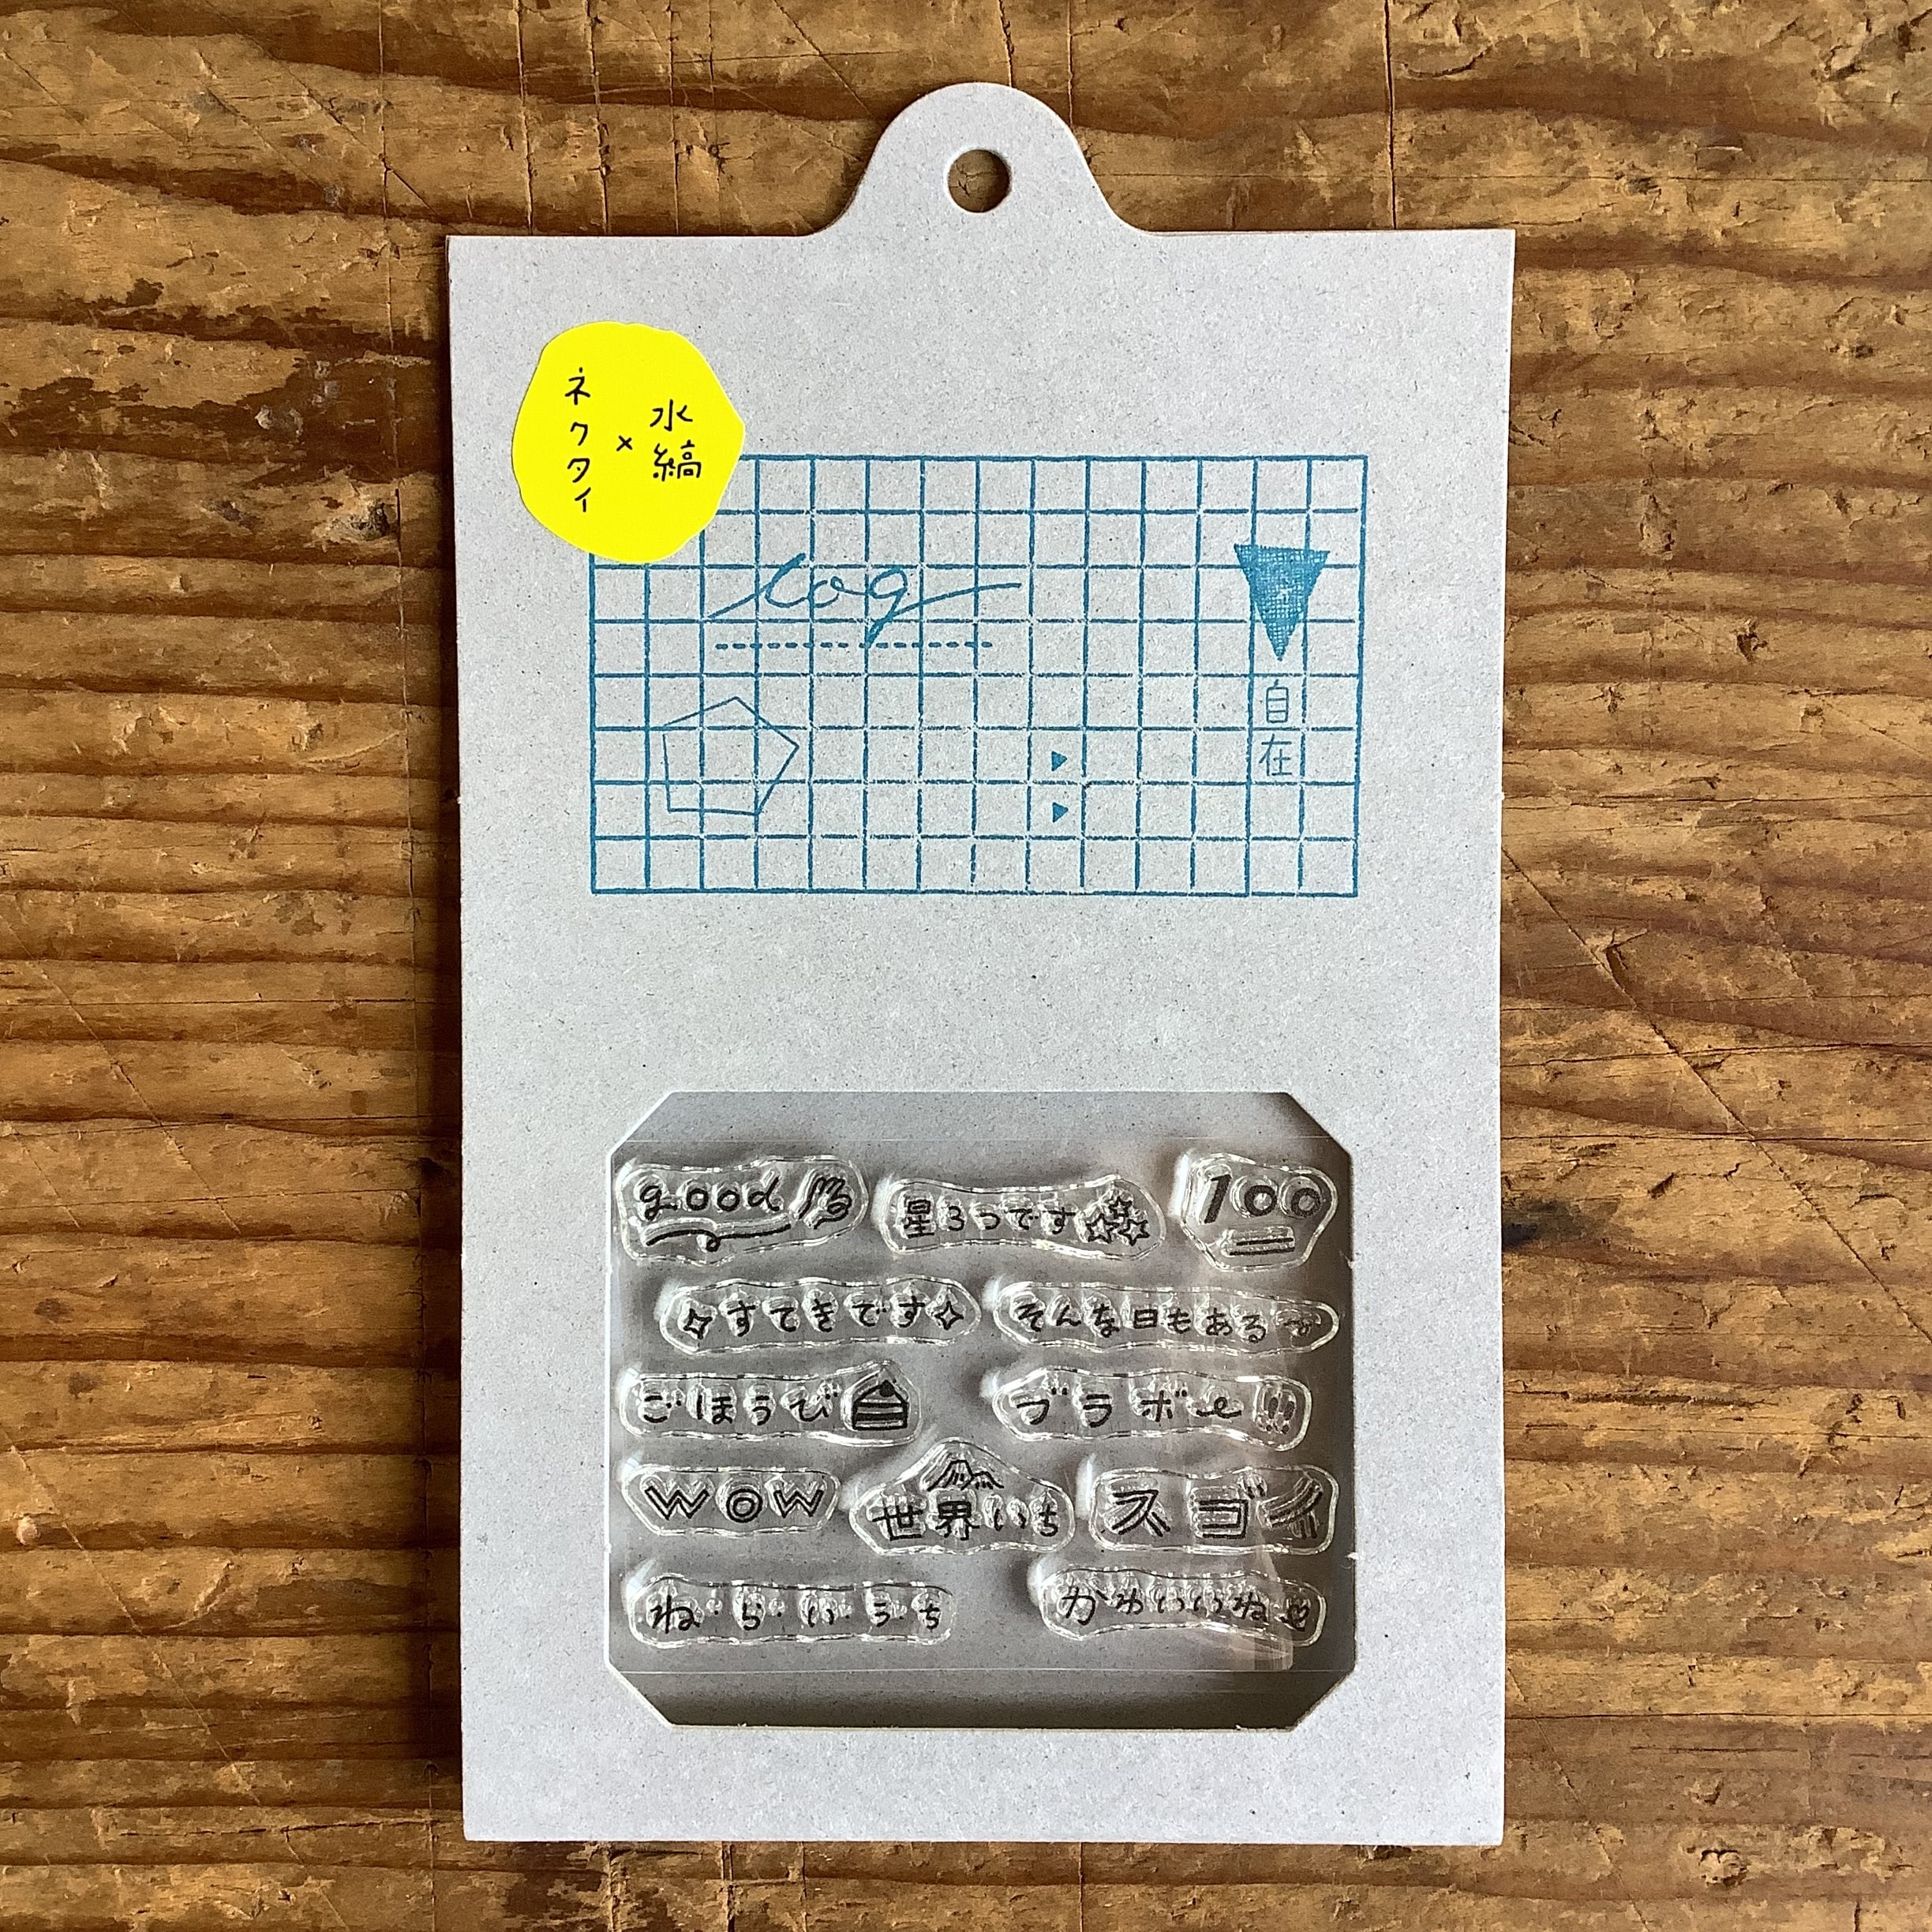 水縞
×
ネクタイ
log
自在
good
星3つです
100
すてきです
そんな日もある
ごほうび
ブラボー
WOW
世界いち
スゴイ
ね・ぎ・ら・い・うち
かわいいね